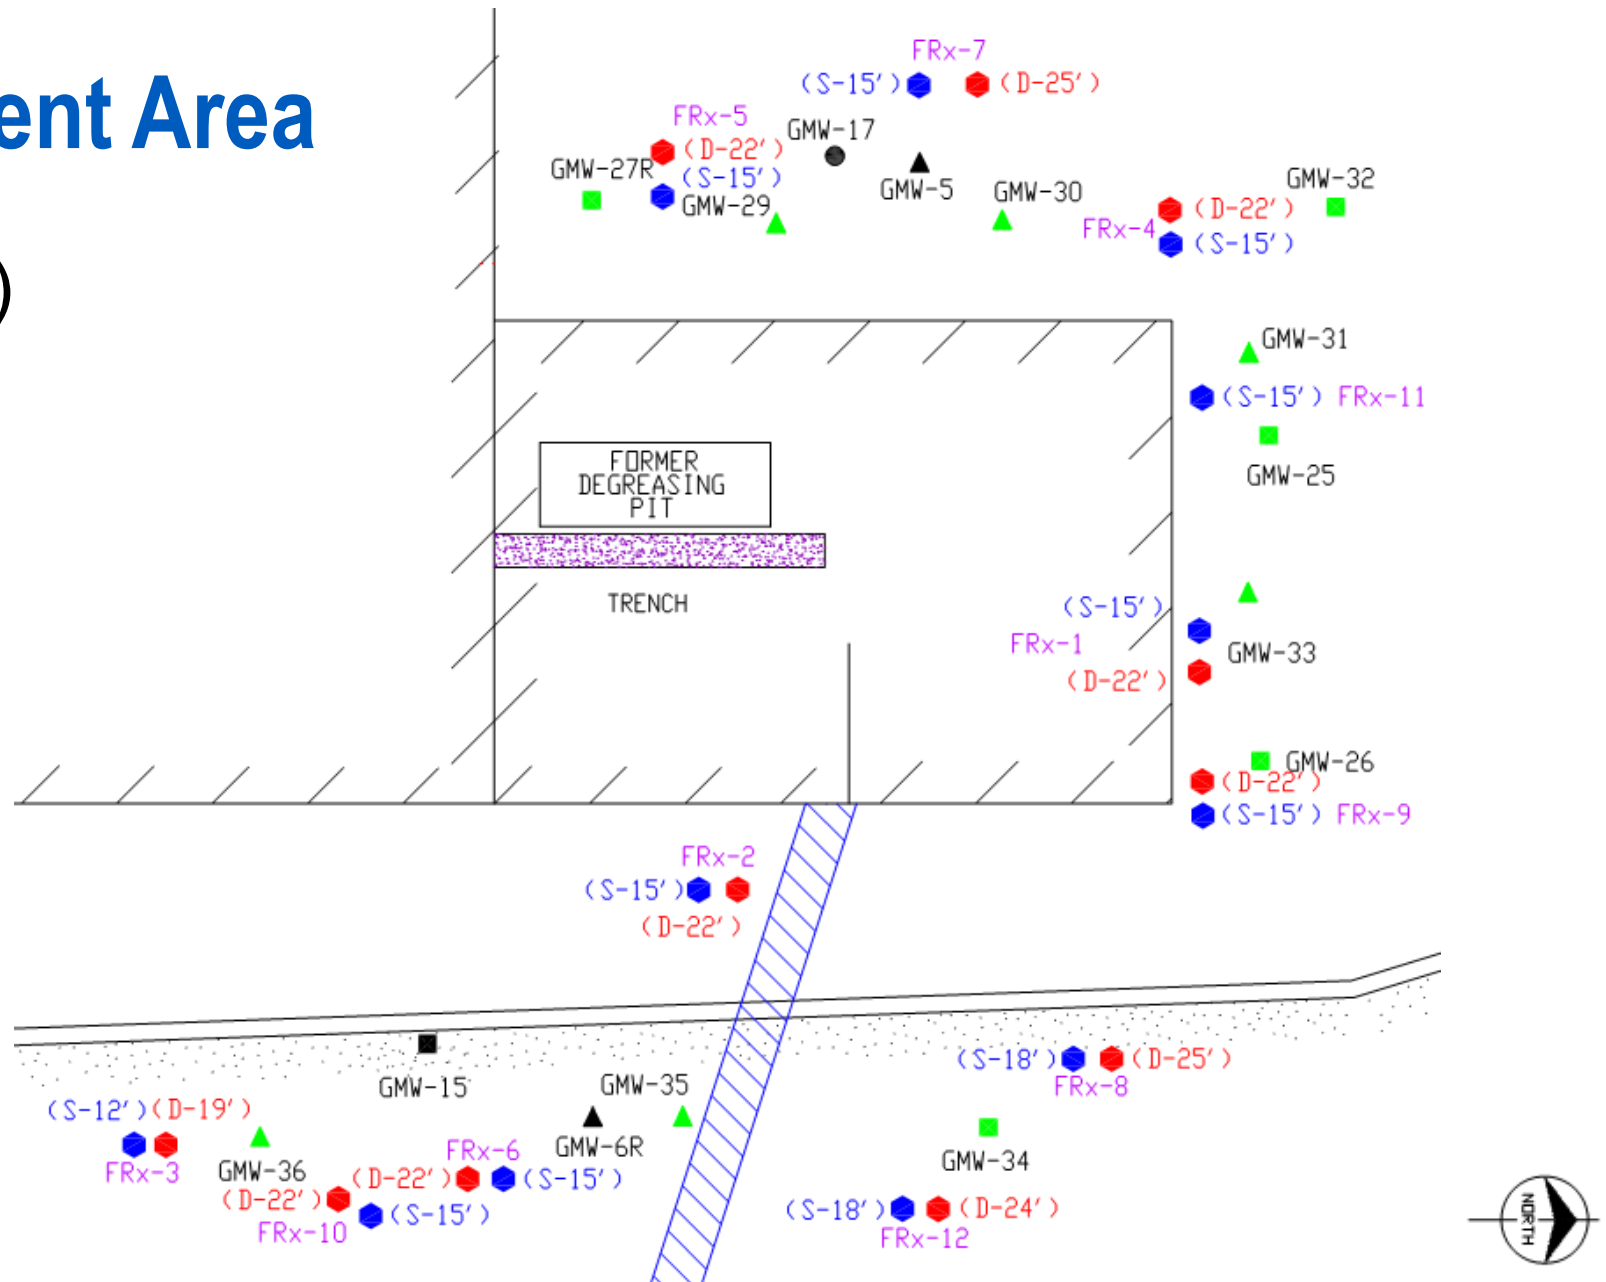 ent Area
)
FRx-7
(S-15')
(D-25')
FRx-5
(D-22')
(S-15')
GMW-17
GMW-27R
GMW-29
GMW-5
GMW-30
GMW-32
(D-22')
FRx-4
(S-15')
GMW-31
(S-15') FRx-11
GMW-25
FORMER
DEGREASING
PIT
TRENCH
(S-15')
FRx-1
GMW-33
(D-22')
GMW-26
(D-22')
(S-15') FRx-9
FRx-2
(S-15')
(D-22')
GMW-15
GMW-35
(S-18')
(D-25')
FRx-8
(S-12')
(D-19')
FRx-3
GMW-36
GMW-6R
FRx-6
(D-22')
(S-15')
GMW-34
(D-22')
(S-15')
FRx-10
(S-18')
(D-24')
FRx-12
NORTH